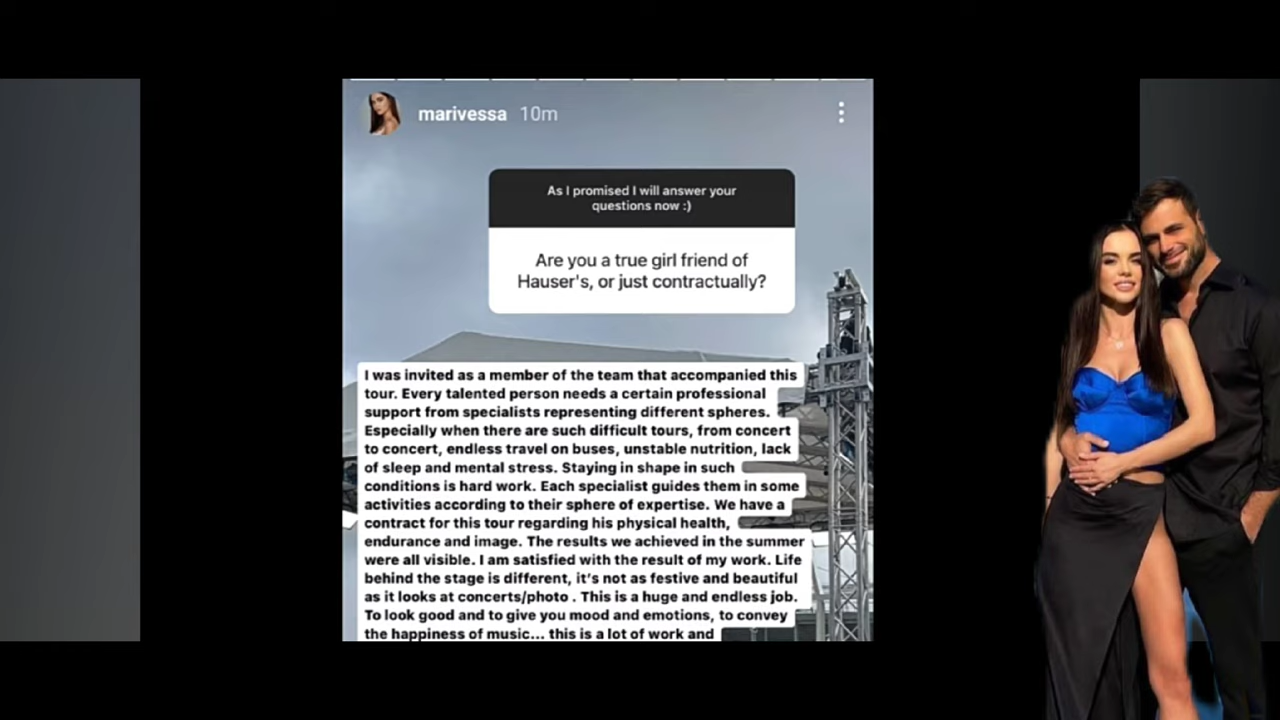 marivessa 10m
As I promised I will answer your
questions now :)
Are you a true girl friend of
Hauser's, or just contractually?
I was invited as a member of the team that accompanied this
tour. Every talented person needs a certain professional
support from specialists representing different spheres.
Especially when there are such difficult tours, from concert
to concert, endless travel on buses, unstable nutrition, lack
of sleep and mental stress. Staying in shape in such
conditions is hard work. Each specialist guides them in some
activities according to their sphere of expertise. We have a
contract for this tour regarding his physical health,
endurance and image. The results we achieved in the summer
were all visible. I am satisfied with the result of my work. Life
behind the stage is different, it's not as festive and beautiful
as it looks at concerts/photo . This is a huge and endless job.
To look good and to give you mood and emotions, to convey
the happiness of music... this is a lot of work and